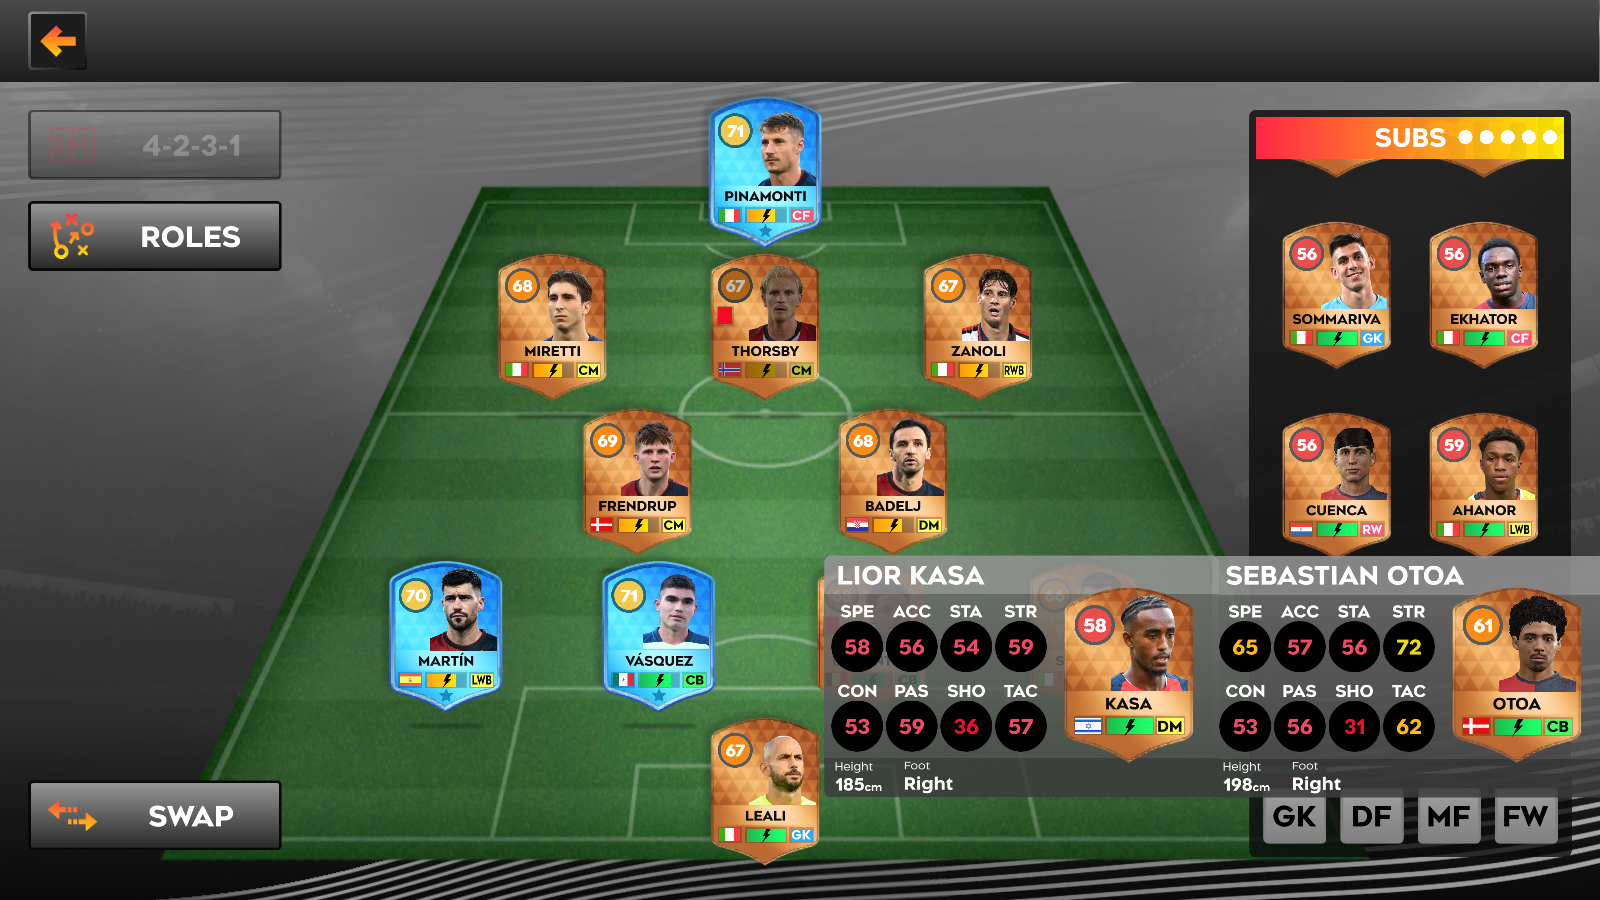 4-2-3-1
ROLES
SWAP
71
PINAMONTI
CF
68
MIRETTI
CM
67
THORSBY
CM
67
ZANOLI
RWB
69
FRENDRUP
CM
68
BADELJ
DM
70
MARTÍN
LWB
71
VÁSQUEZ
CB
67
LEALI
GK
SUBS
56
SOMMARIVA
GK
56
EKHATOR
CF
56
CUENCA
RW
59
AHANOR
LWB
LIOR KASA
SPE ACC STA STR
58 56 54 59
CON PAS SHO TAC
53 59 36 57
Height Foot
185cm Right
58
KASA
DM
SEBASTIAN OTOA
SPE ACC STA STR
65 57 56 72
CON PAS SHO TAC
53 56 31 62
Height Foot
198cm Right
61
OTOA
CB
GK DF MF FW